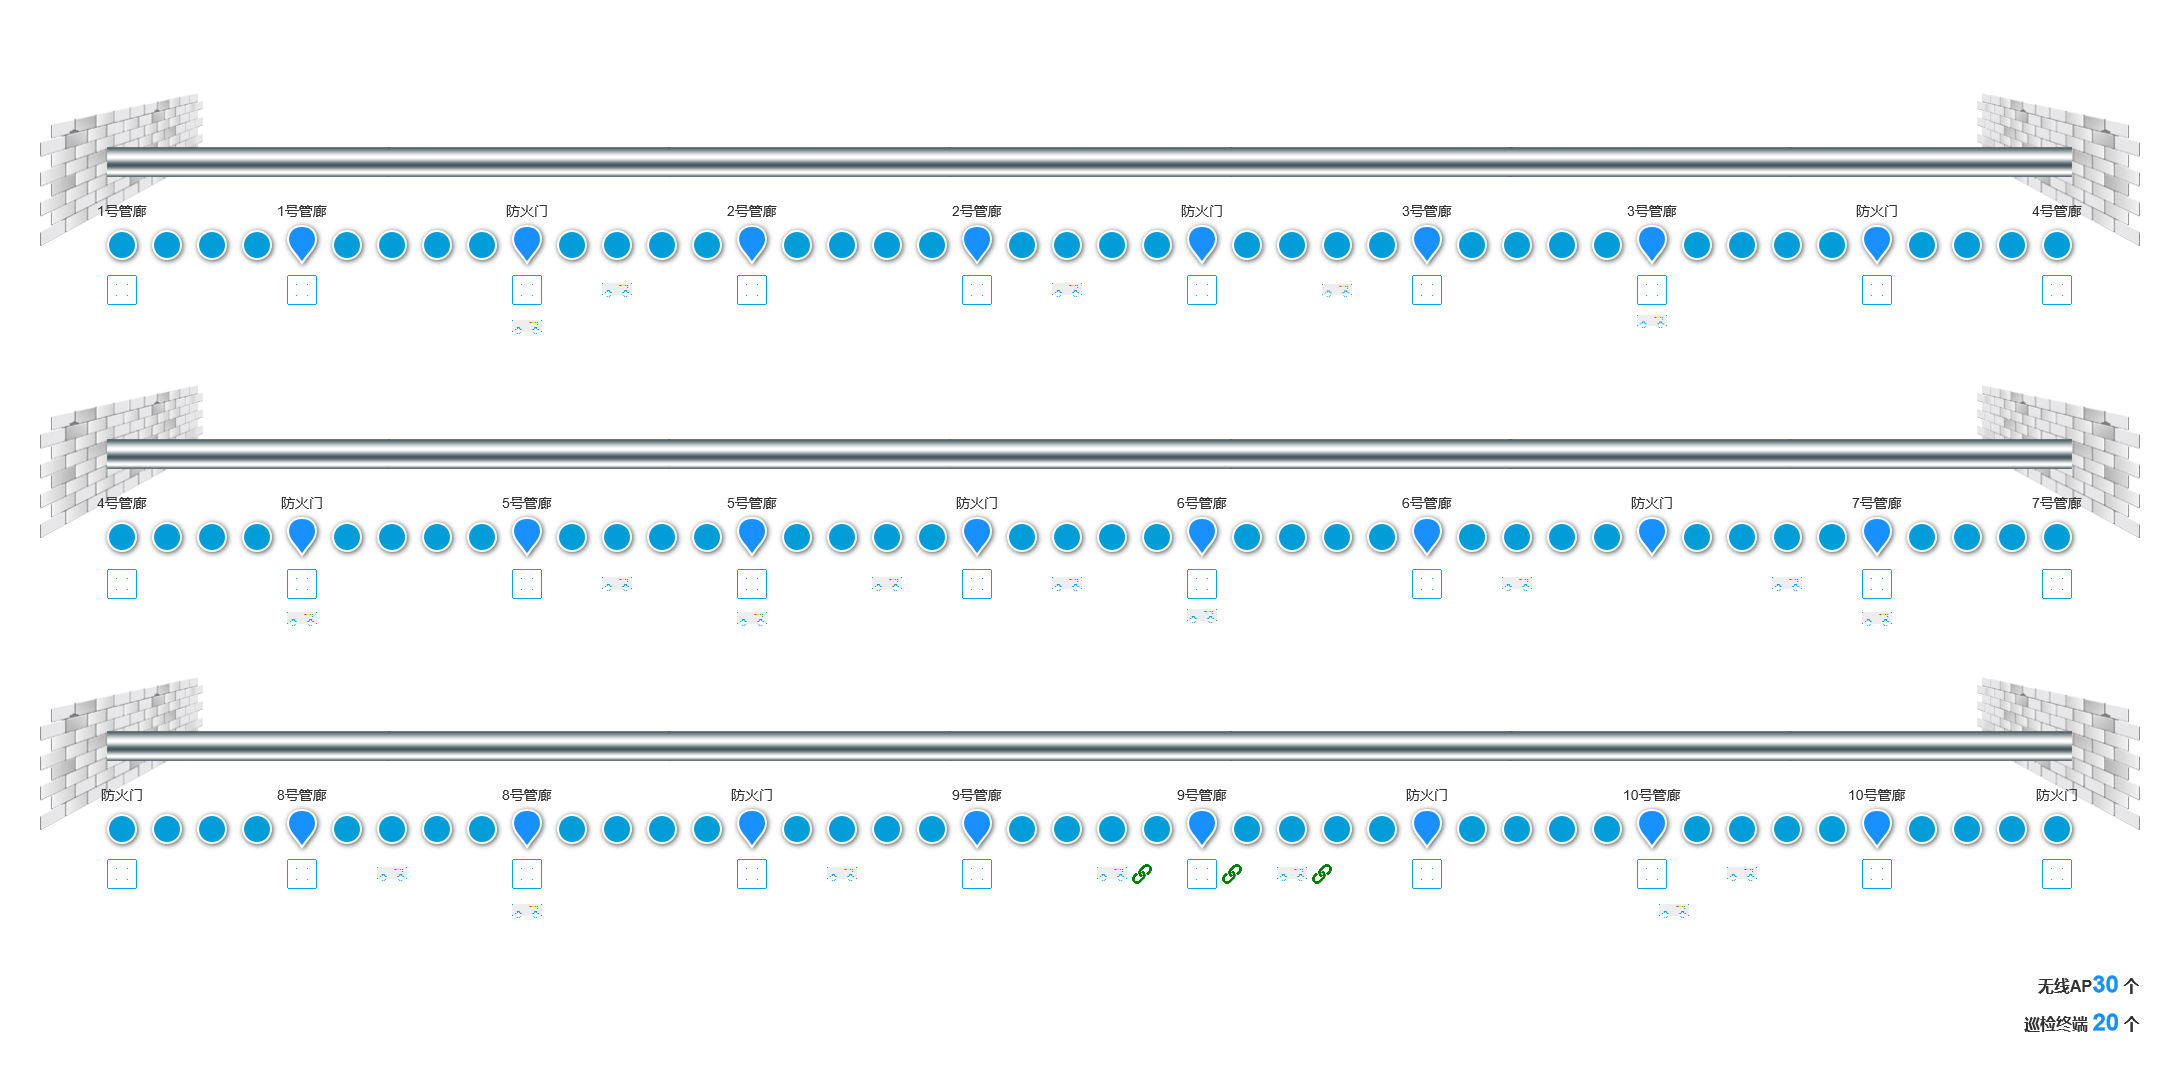 1号管廊 1号管廊 防火门 2号管廊 2号管廊 防火门 3号管廊 3号管廊 防火门 4号管廊
4号管廊 防火门 5号管廊 5号管廊 防火门 6号管廊 6号管廊 防火门 7号管廊 7号管廊
防火门 8号管廊 8号管廊 防火门 9号管廊 9号管廊 防火门 10号管廊 10号管廊 防火门
无线AP30 个
巡检终端 20 个